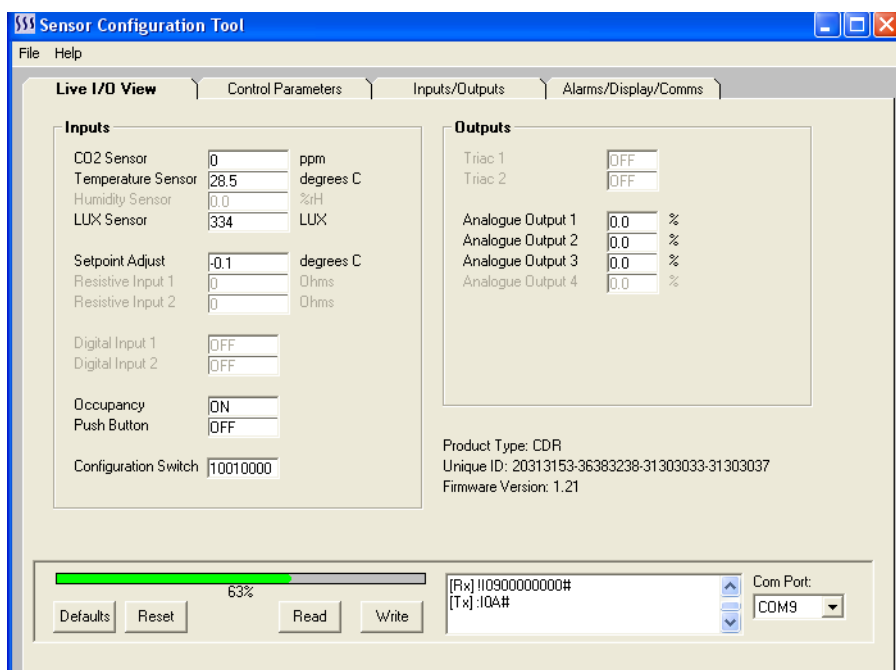 Sensor Configuration Tool
File Help
Live I/O View Control Parameters Inputs/Outputs Alarms/Display/Comms
Inputs
CO2 Sensor 0 ppm
Temperature Sensor 28.5 degrees C
Humidity Sensor 0.0 %rH
LUX Sensor 334 LUX
Setpoint Adjust -0.1 degrees C
Resistive Input 1 0 Ohms
Resistive Input 2 0 Ohms
Digital Input 1 OFF
Digital Input 2 OFF
Occupancy ON
Push Button OFF
Configuration Switch 10010000
Outputs
Triac 1 OFF
Triac 2 OFF
Analogue Output 1 0.0 %
Analogue Output 2 0.0 %
Analogue Output 3 0.0 %
Analogue Output 4 0.0 %
Product Type: CDR
Unique ID: 20313153-36383238-31303033-31303037
Firmware Version: 1.21
63%
Defaults Reset Read Write
[Rx] !I0900000000#
[Tx] :I0A#
Com Port:
COM9